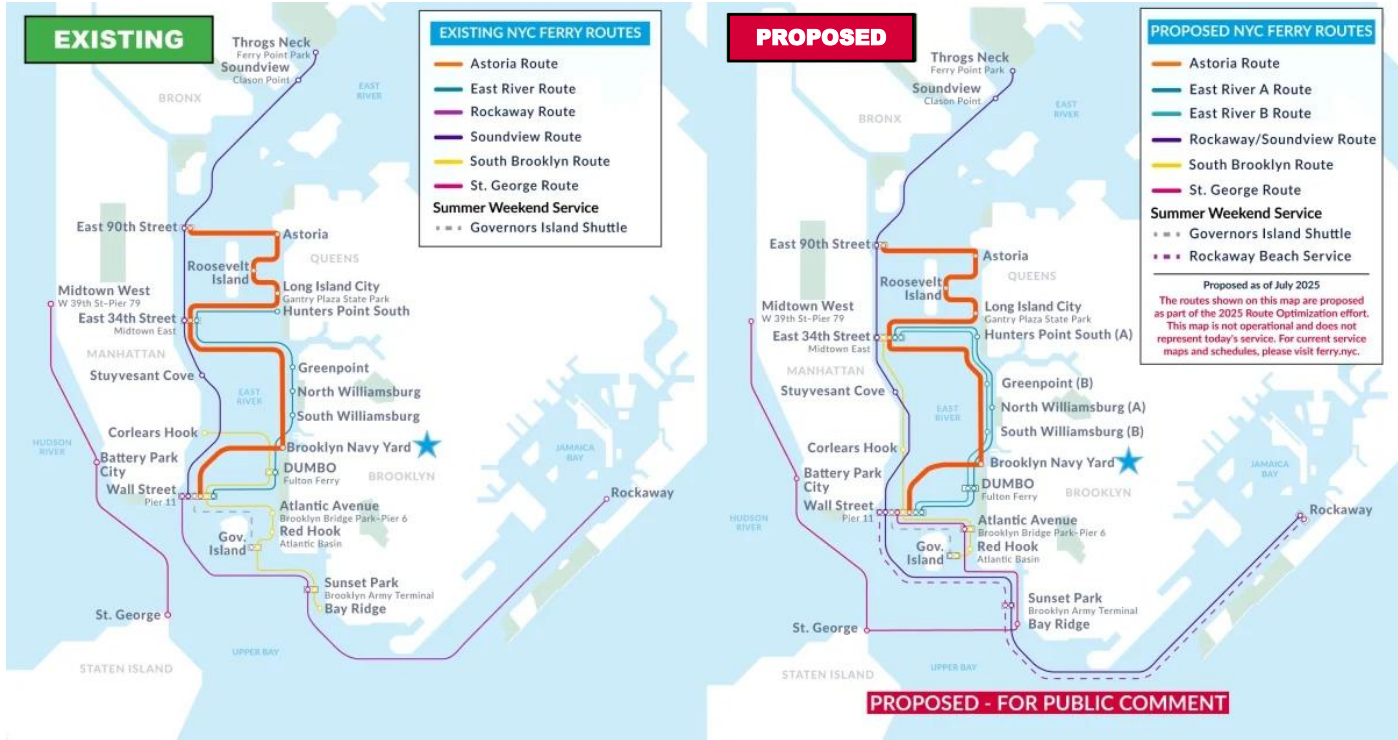 EXISTING
EXISTING NYC FERRY ROUTES
Astoria Route
East River Route
Rockaway Route
Soundview Route
South Brooklyn Route
St. George Route
Summer Weekend Service
Governors Island Shuttle
Throgs Neck
Ferry Point Park
Soundview
Clason Point
BRONX
EAST
RIVER
East 90th Street
Astoria
QUEENS
Roosevelt
Island
Midtown West
W 39th St-Pier 79
Long Island City
Gantry Plaza State Park
Hunters Point South
East 34th Street
Midtown East
MANHATTAN
Stuyvesant Cove
Greenpoint
EAST
RIVER
North Williamsburg
South Williamsburg
Corlears Hook
HUDSON
RIVER
Brooklyn Navy Yard
JAMAICA
BAY
Battery Park
City
DUMBO
Fulton Ferry
BROOKLYN
Wall Street
Pier 11
Rockaway
Atlantic Avenue
Brooklyn Bridge Park-Pier 6
Red Hook
Atlantic Basin
Gov.
Island
Sunset Park
Brooklyn Army Terminal
Bay Ridge
St. George
UPPER BAY
STATEN ISLAND
PROPOSED
PROPOSED NYC FERRY ROUTES
Astoria Route
East River A Route
East River B Route
Rockaway/Soundview Route
South Brooklyn Route
St. George Route
Summer Weekend Service
Governors Island Shuttle
Rockaway Beach Service
Proposed as of July 2025
The routes shown on this map are proposed
as part of the 2025 Route Optimization effort.
This map is not operational and does not
represent today's service. For current service
maps and schedules, please visit ferry.nyc.
Throgs Neck
Ferry Point Park
Soundview
Clason Point
BRONX
EAST
RIVER
East 90th Street
Astoria
QUEENS
Roosevelt
Island
Midtown West
W 39th St-Pier 79
Long Island City
Gantry Plaza State Park
East 34th Street
Midtown East
Hunters Point South (A)
MANHATTAN
Stuyvesant Cove
Greenpoint (B)
EAST
RIVER
North Williamsburg (A)
South Williamsburg (B)
Corlears Hook
Brooklyn Navy Yard
JAMAICA
BAY
Battery Park
City
DUMBO
Fulton Ferry
BROOKLYN
Wall Street
Pier 11
Rockaway
HUDSON
RIVER
Atlantic Avenue
Brooklyn Bridge Park-Pier 6
Red Hook
Atlantic Basin
Gov.
Island
Sunset Park
Brooklyn Army Terminal
Bay Ridge
St. George
UPPER BAY
STATEN ISLAND
PROPOSED - FOR PUBLIC COMMENT